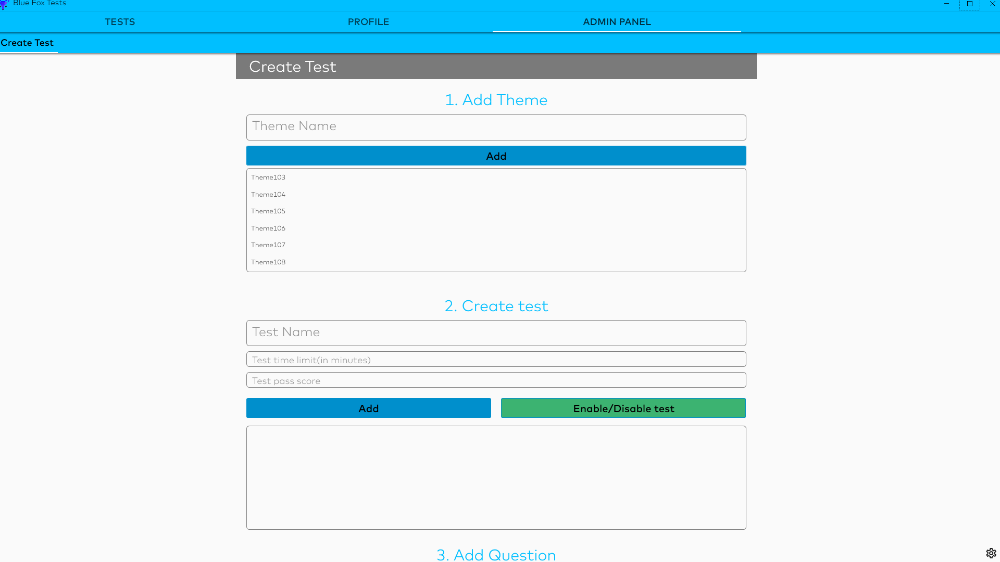 Blue Fox Tests
TESTS
PROFILE
ADMIN PANEL
Create Test
Create Test
1. Add Theme
Theme Name
Add
Theme103
Theme104
Theme105
Theme106
Theme107
Theme108
2. Create test
Test Name
Test time limit(in minutes)
Test pass score
Add
Enable/Disable test
3. Add Question